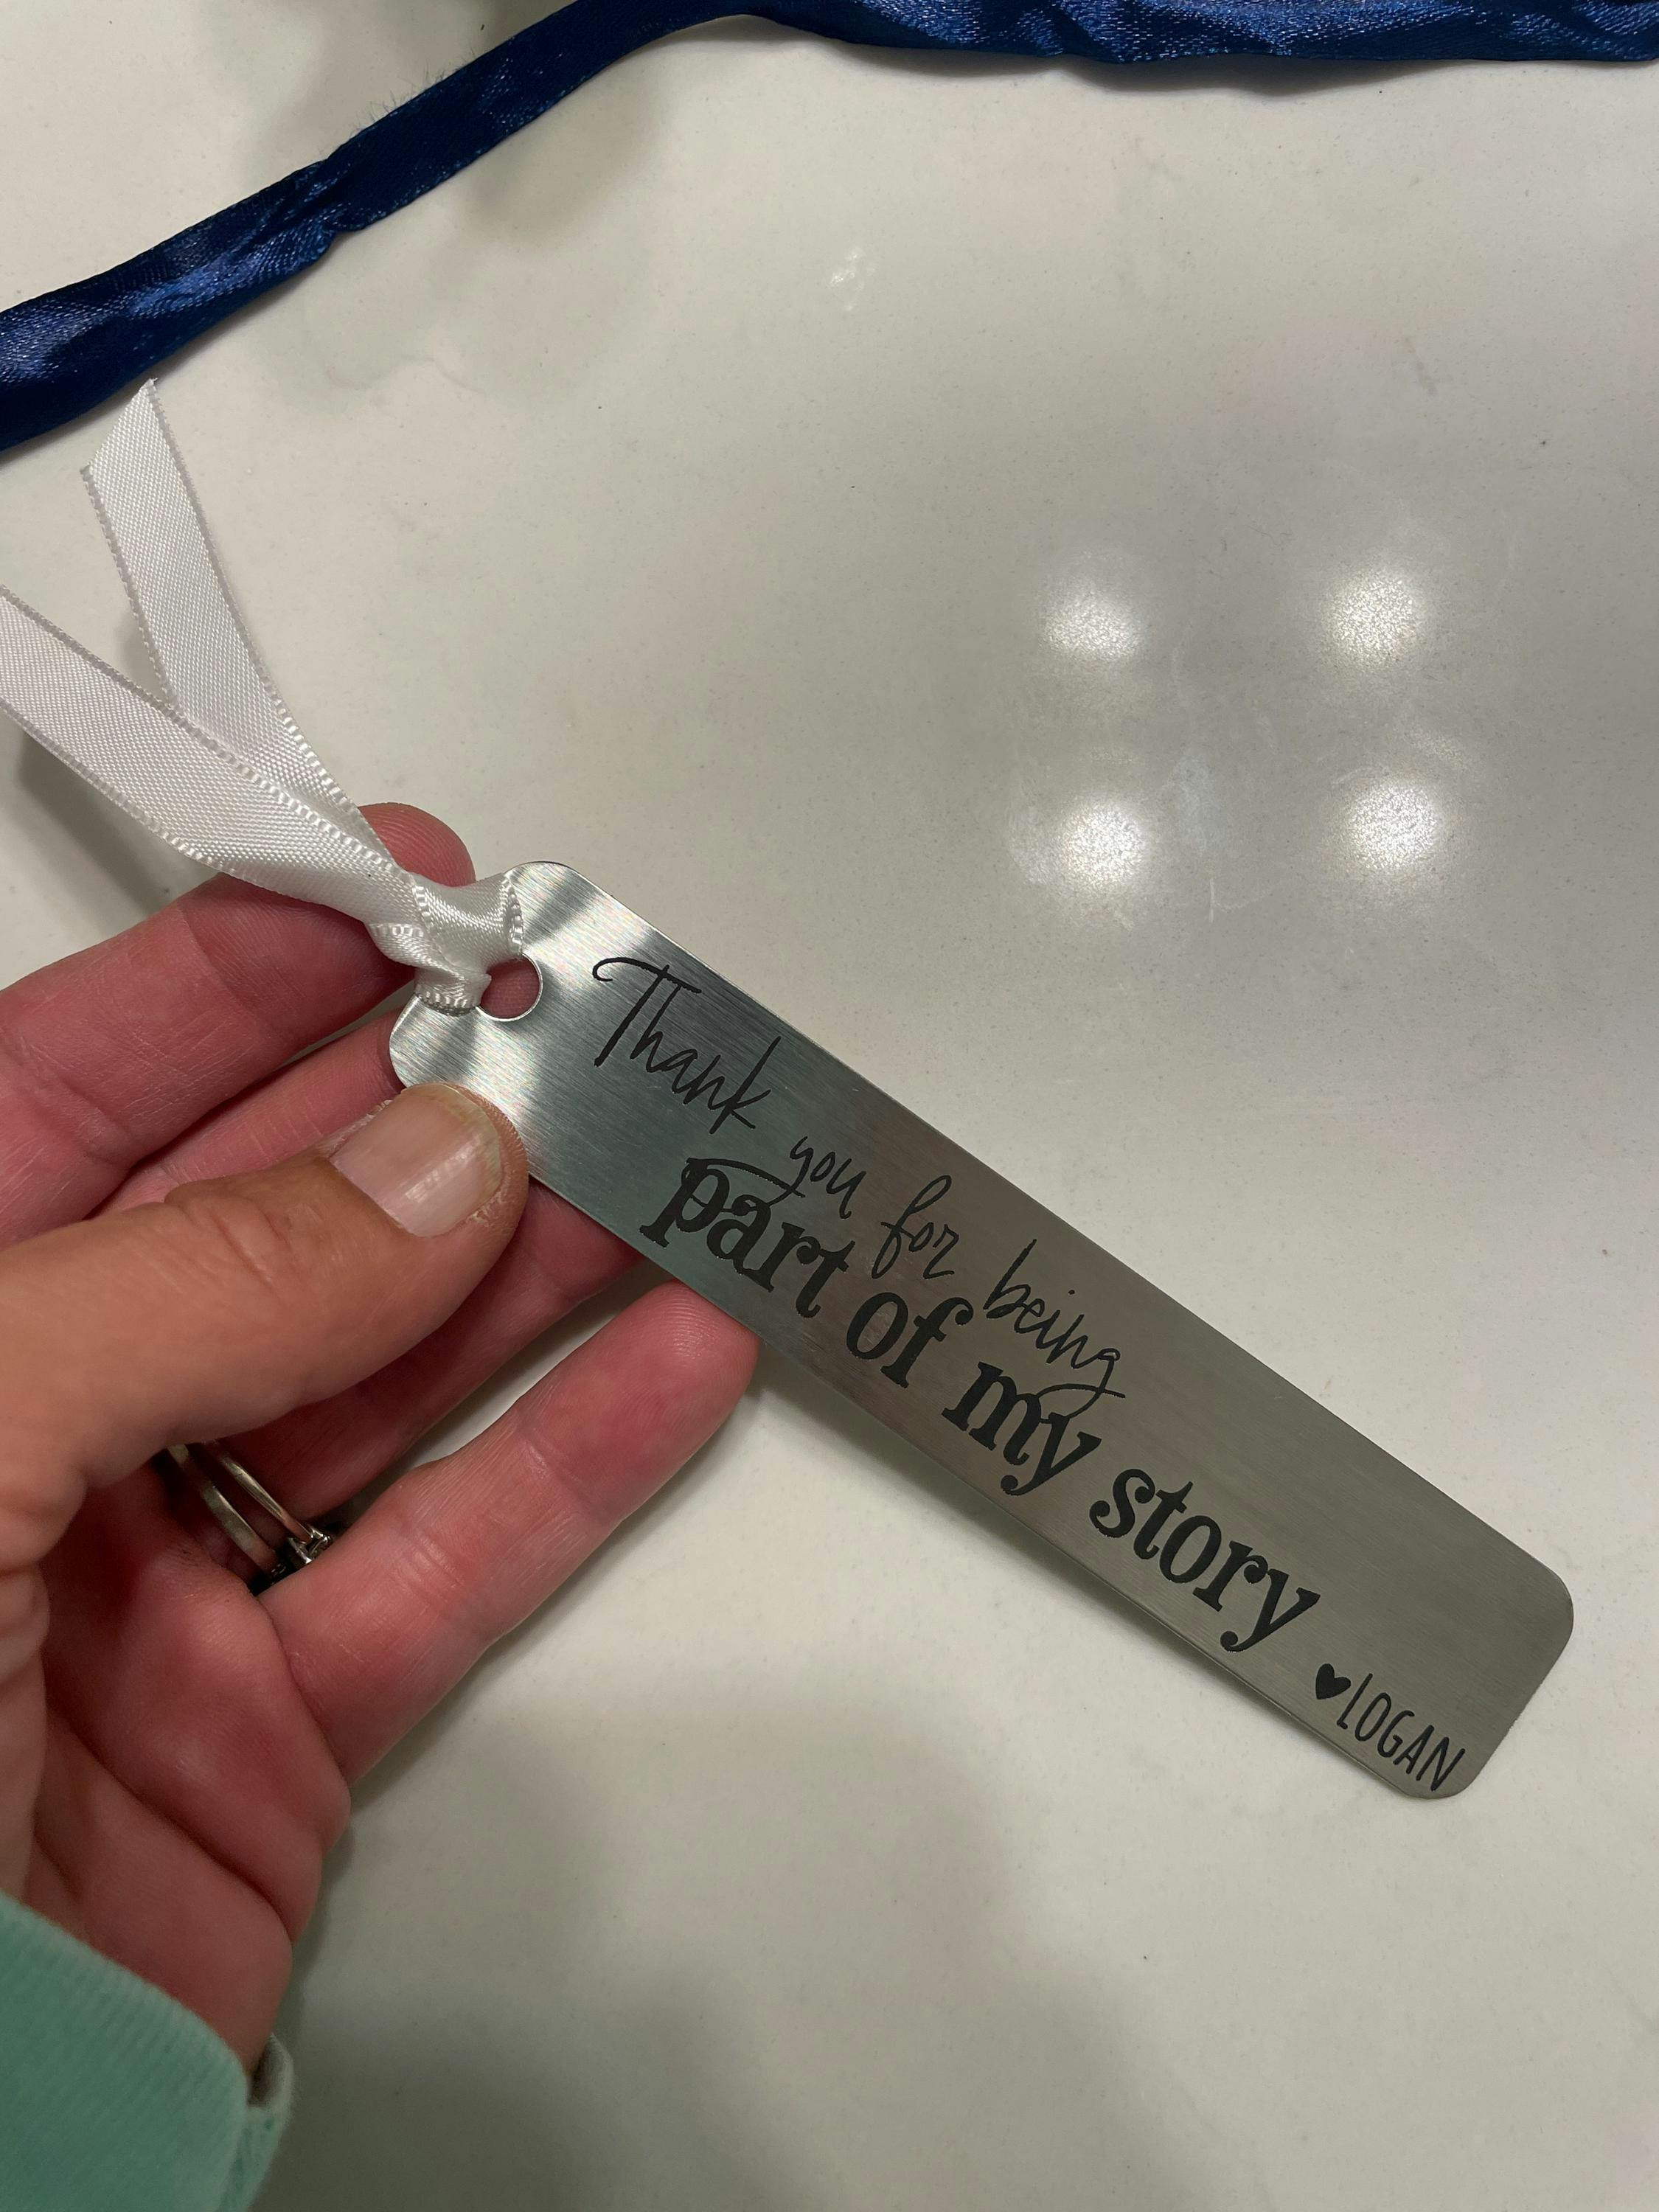 Thank you for being
part of my story
♥LOGAN